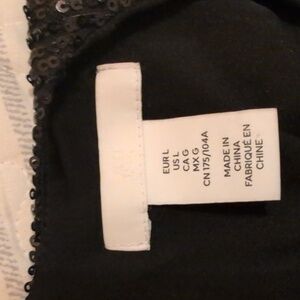 EUR L
US L
CA G
MX G
CN 175/104A
MADE IN
CHINA
FABRIQUÉ EN
CHINE